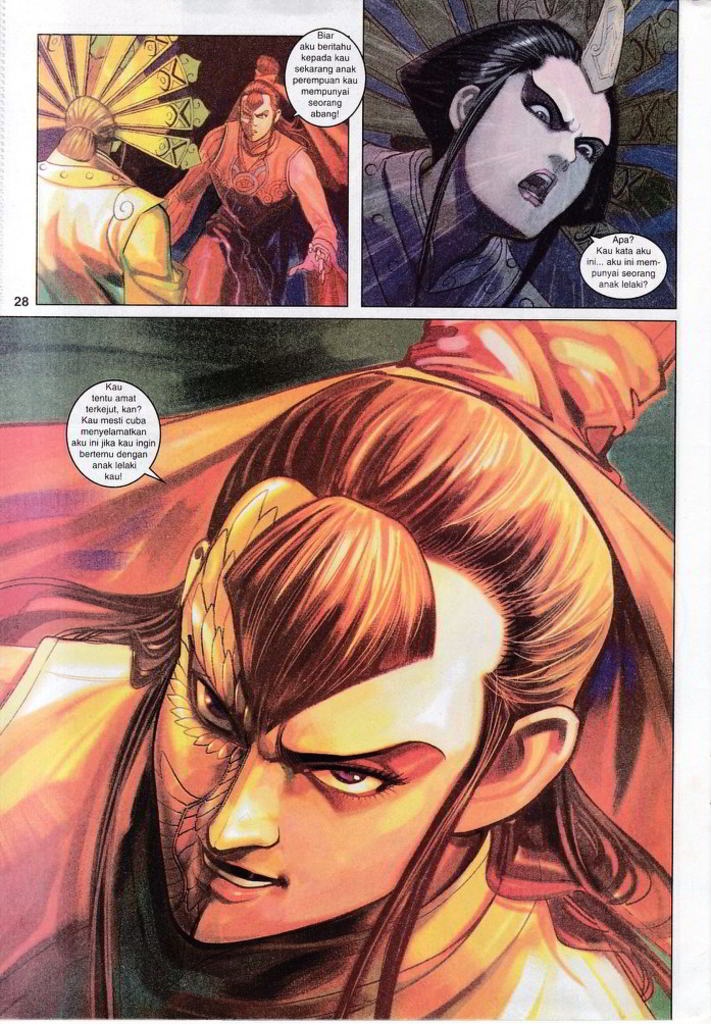 Biar
aku beritahu
kepada kau
sekarang anak
perempuan kau
mempunyai
seorang
abang!
Apa?
Kau kata aku
ini... aku ini mem-
punyai seorang
anak lelaki?
28
Kau
tentu amat
terkejut, kan?
Kau mesti cuba
menyelamatkan
aku ini jika kau ingin
bertemu dengan
anak lelaki
kau!